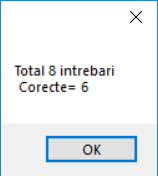 Total 8 intrebari
Corecte= 6
OK